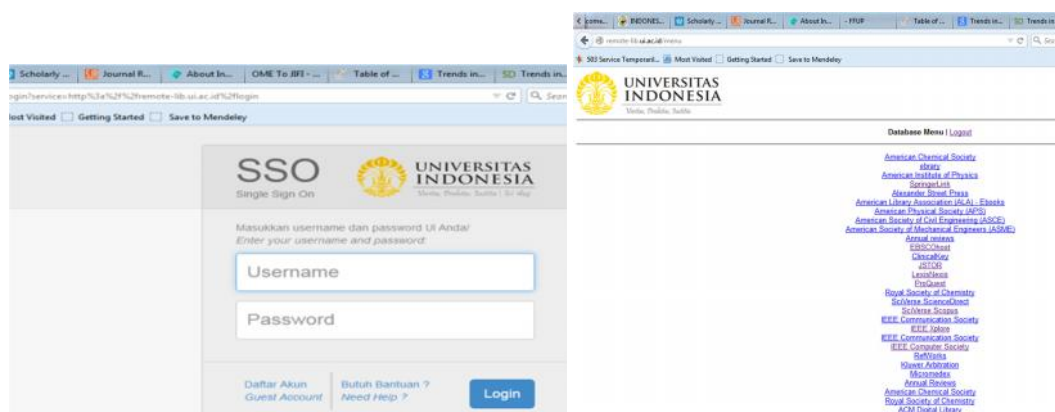 Scholarly ...
Journal R...
About In...
OME To JIFI - ...
Table of ...
Trends in...
SD Trends in...
ogin?service=http%3a%2f%2fremote-lib.ui.ac.id%2flogin
Most Visited
Getting Started
Save to Mendeley
SSO
Single Sign On
UNIVERSITAS
INDONESIA
Masukkan username dan password UI Anda/
Enter your username and password:
Username
Password
Daftar Akun
Guest Account
Butuh Bantuan ?
Need Help ?
Login
INDONES...
Scholarly ...
Journal R...
About In...
- FFUP
Table of ...
Trends in...
SD Trends in
remote-lib.ui.ac.id/menu
503 Service Temporaril...
Most Visited
Getting Started
Save to Mendeley
UNIVERSITAS
INDONESIA
Database Menu | Logout
American Chemical Society
ebrary
American Institute of Physics
SpringerLink
Alexander Street Press
American Library Association (ALA) - Ebooks
American Physical Society (APS)
American Society of Civil Engineering (ASCE)
American Society of Mechanical Engineers (ASME)
Annual reviews
EBSCOhost
ClinicalKey
JSTOR
LexisNexis
ProQuest
Royal Society of Chemistry
SciVerse ScienceDirect
SciVerse Scopus
IEEE Communication Society
IEEE Xplore
IEEE Communication Society
IEEE Computer Society
RefWorks
Kluwer Arbitration
Micromedex
Annual Reviews
American Chemical Society
Royal Society of Chemistry
ACM Digital Library